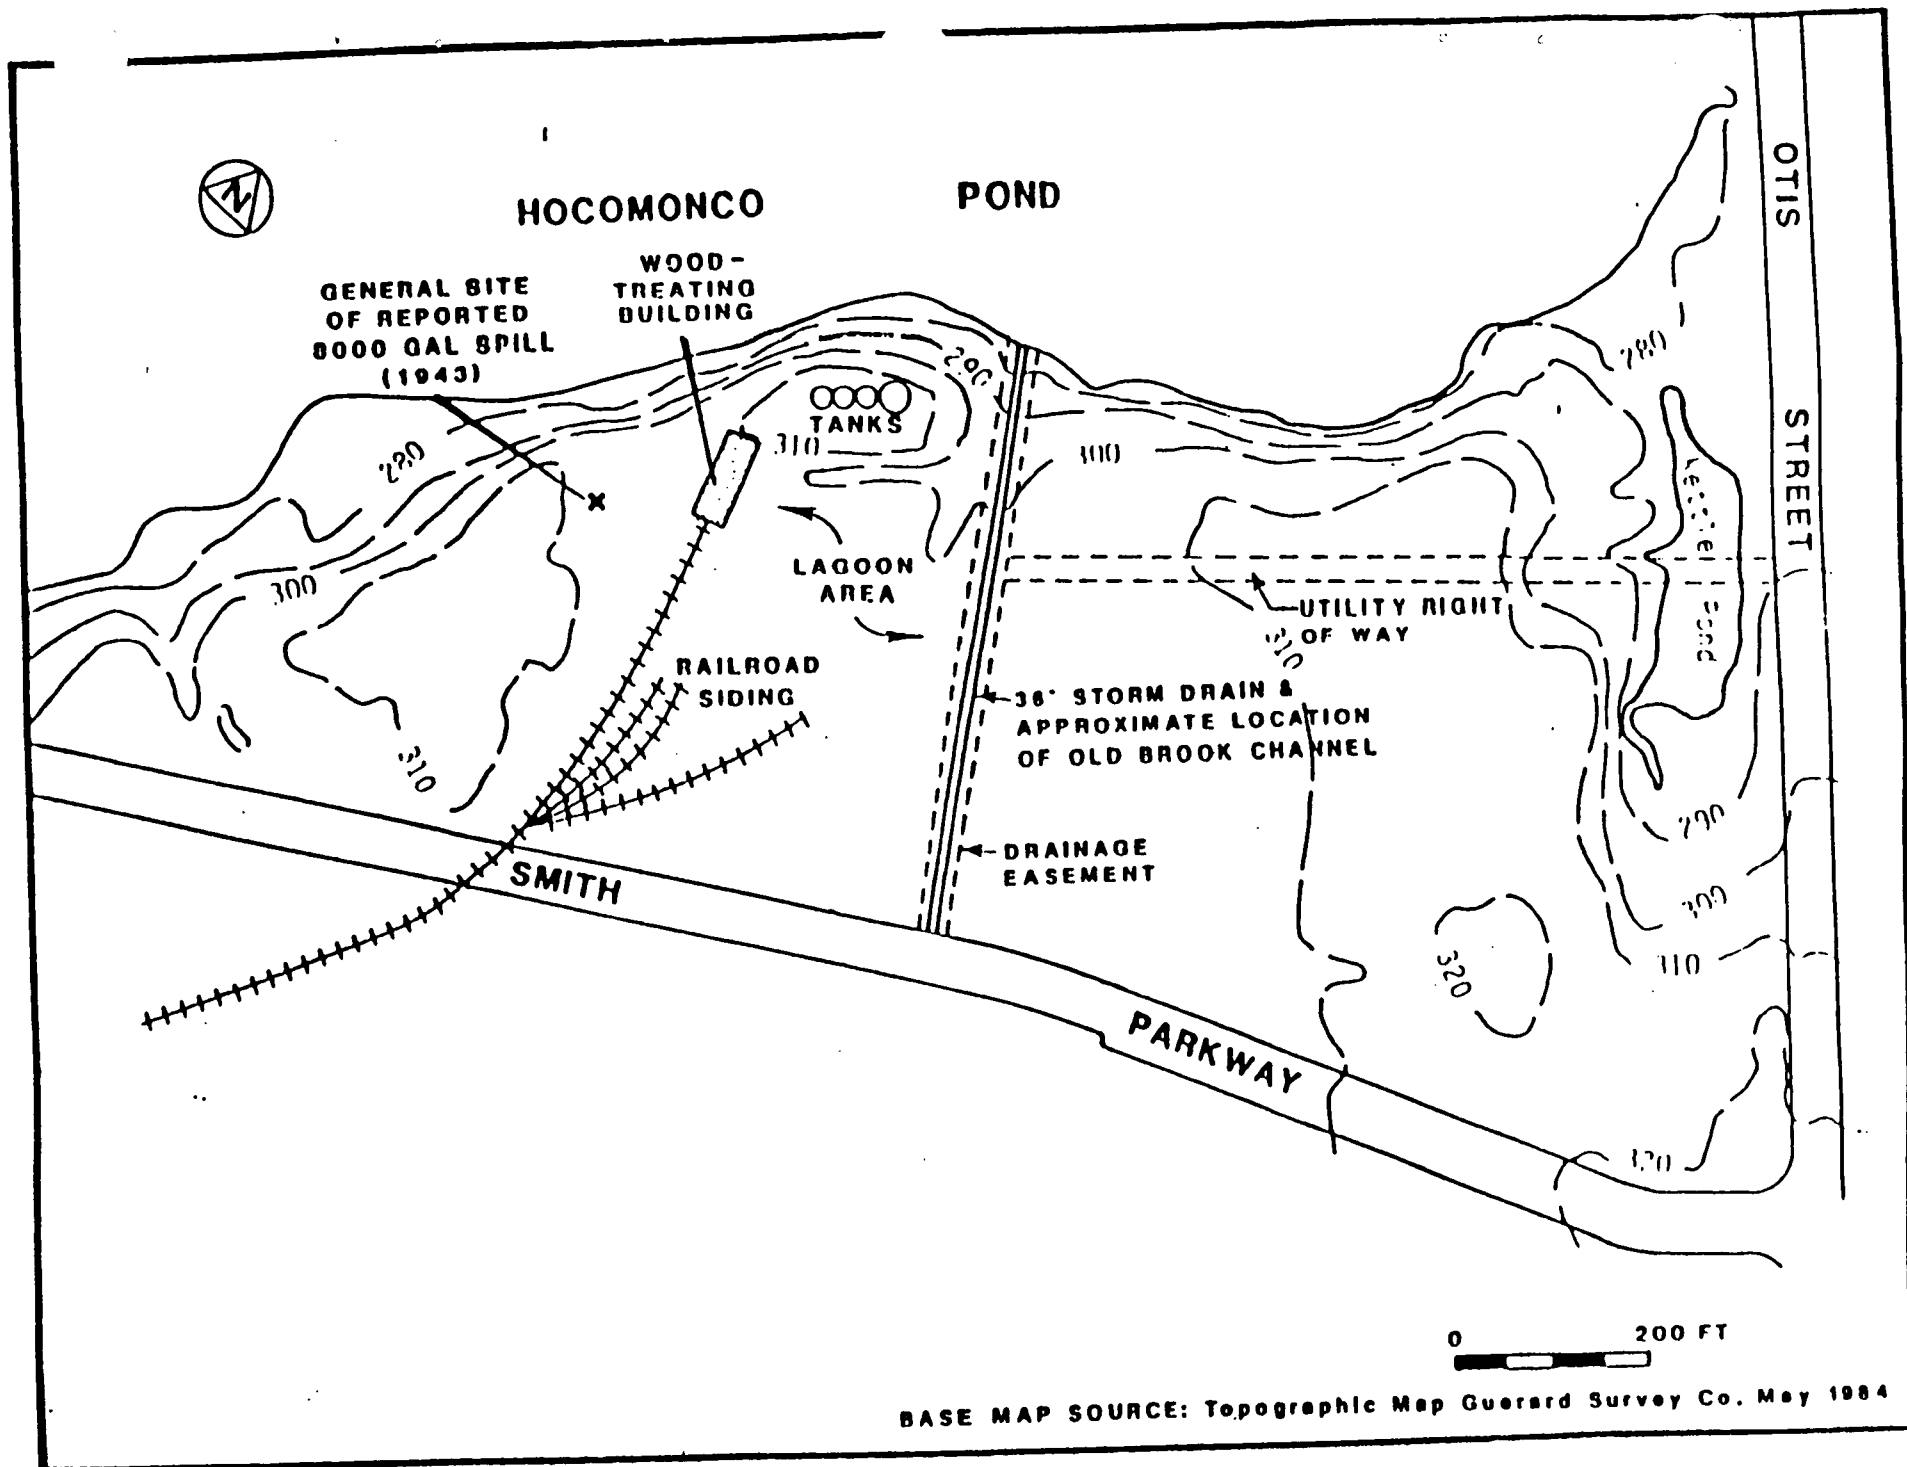 N
HOCOMONCO POND
WOOD-
TREATING
BUILDING
GENERAL SITE
OF REPORTED
8000 GAL SPILL
(1943)
OTIS STREET
280
290
280
TANKS
310
300
300
LAGOON
AREA
UTILITY RIGHT
OF WAY
310
Pond
RAILROAD
SIDING
36" STORM DRAIN &
APPROXIMATE LOCATION
OF OLD BROOK CHANNEL
310
290
DRAINAGE
EASEMENT
300
310
320
SMITH PARKWAY
320
0 200 FT
BASE MAP SOURCE: Topographic Map Guerard Survey Co. May 1984